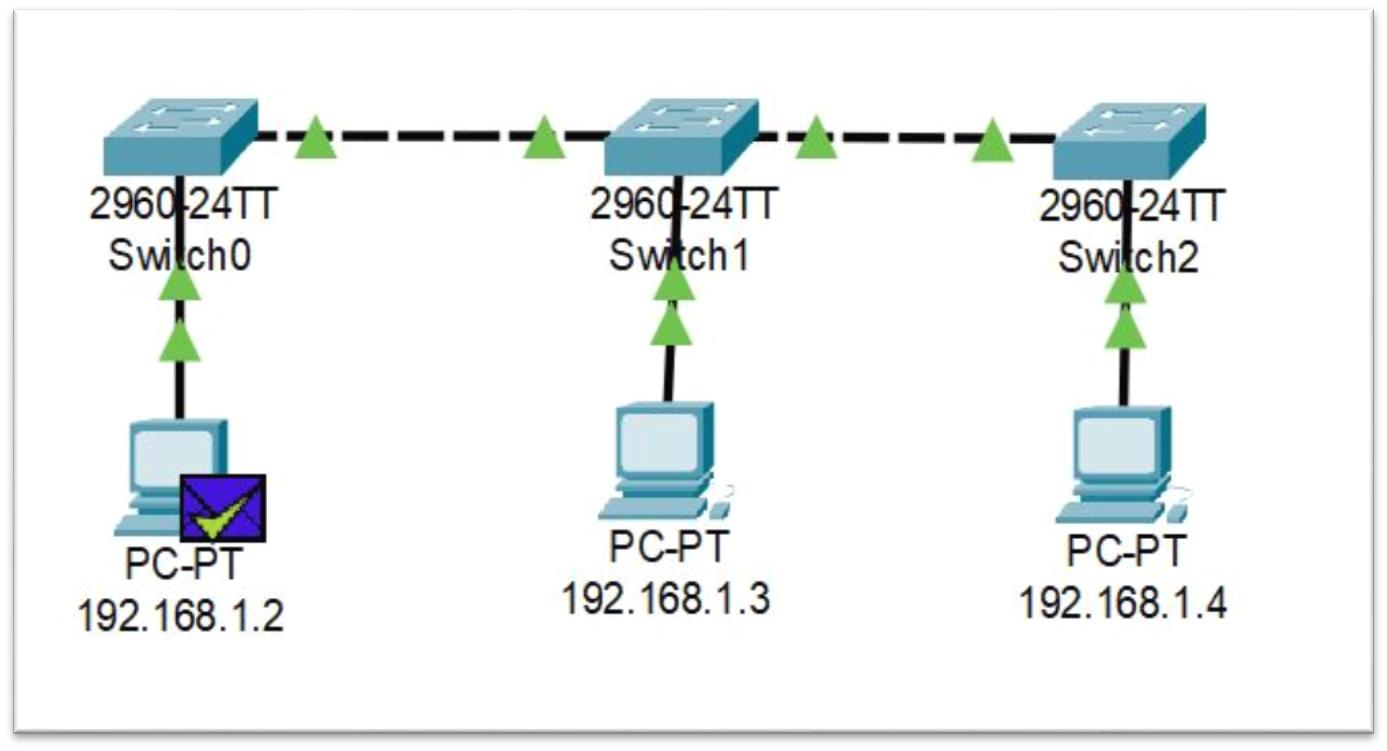 2960-24TT
Switch0
2960-24TT
Switch1
2960-24TT
Switch2
PC-PT
192.168.1.2
PC-PT
192.168.1.3
PC-PT
192.168.1.4